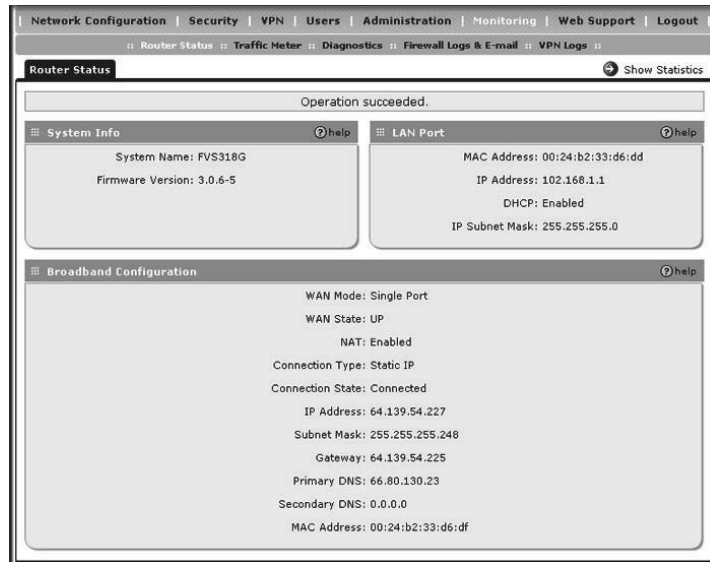 Network Configuration | Security | VPN | Users | Administration | Monitoring | Web Support | Logout
:: Router Status :: Traffic Meter :: Diagnostics :: Firewall Logs & E-mail :: VPN Logs ::
Router Status
Show Statistics
Operation succeeded.
System Info
help
System Name: FVS318G
Firmware Version: 3.0.6-5
LAN Port
help
MAC Address: 00:24:b2:33:d6:dd
IP Address: 102.168.1.1
DHCP: Enabled
IP Subnet Mask: 255.255.255.0
Broadband Configuration
help
WAN Mode: Single Port
WAN State: UP
NAT: Enabled
Connection Type: Static IP
Connection State: Connected
IP Address: 64.139.54.227
Subnet Mask: 255.255.255.248
Gateway: 64.139.54.225
Primary DNS: 66.80.130.23
Secondary DNS: 0.0.0.0
MAC Address: 00:24:b2:33:d6:df